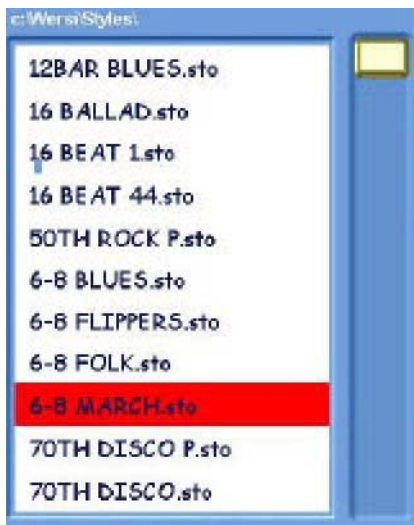 c:\Wersi\Styles\
12BAR BLUES.sto
16 BALLAD.sto
16 BEAT 1.sto
16 BEAT 44.sto
50TH ROCK P.sto
6-8 BLUES.sto
6-8 FLIPPERS.sto
6-8 FOLK.sto
6-8 MARCH.sto
70TH DISCO P.sto
70TH DISCO.sto